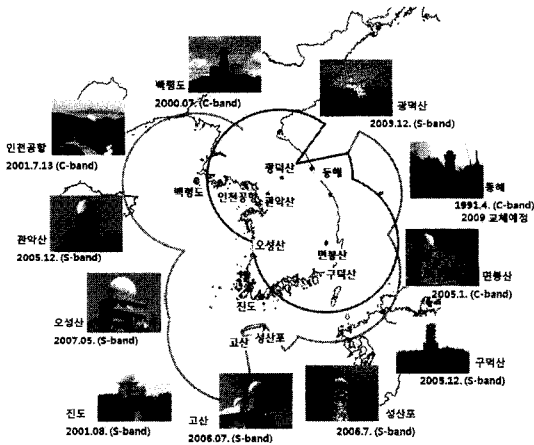 백령도
2000.07. (C-band)
광덕산
2003.12. (S-band)
인천공항
2001.7.13 (C-band)
동해
1991.4. (C-band)
2009 교체예정
관악산
2005.12. (S-band)
면봉산
2005.1. (C-band)
오성산
2007.05. (S-band)
구덕산
2005.12. (S-band)
진도
2001.08. (S-band)
고산
2006.07. (S-band)
성산포
2006.7. (S-band)
광덕산
동해
백령도
인천공항
관악산
오성산
면봉산
구덕산
진도
고산
성산포